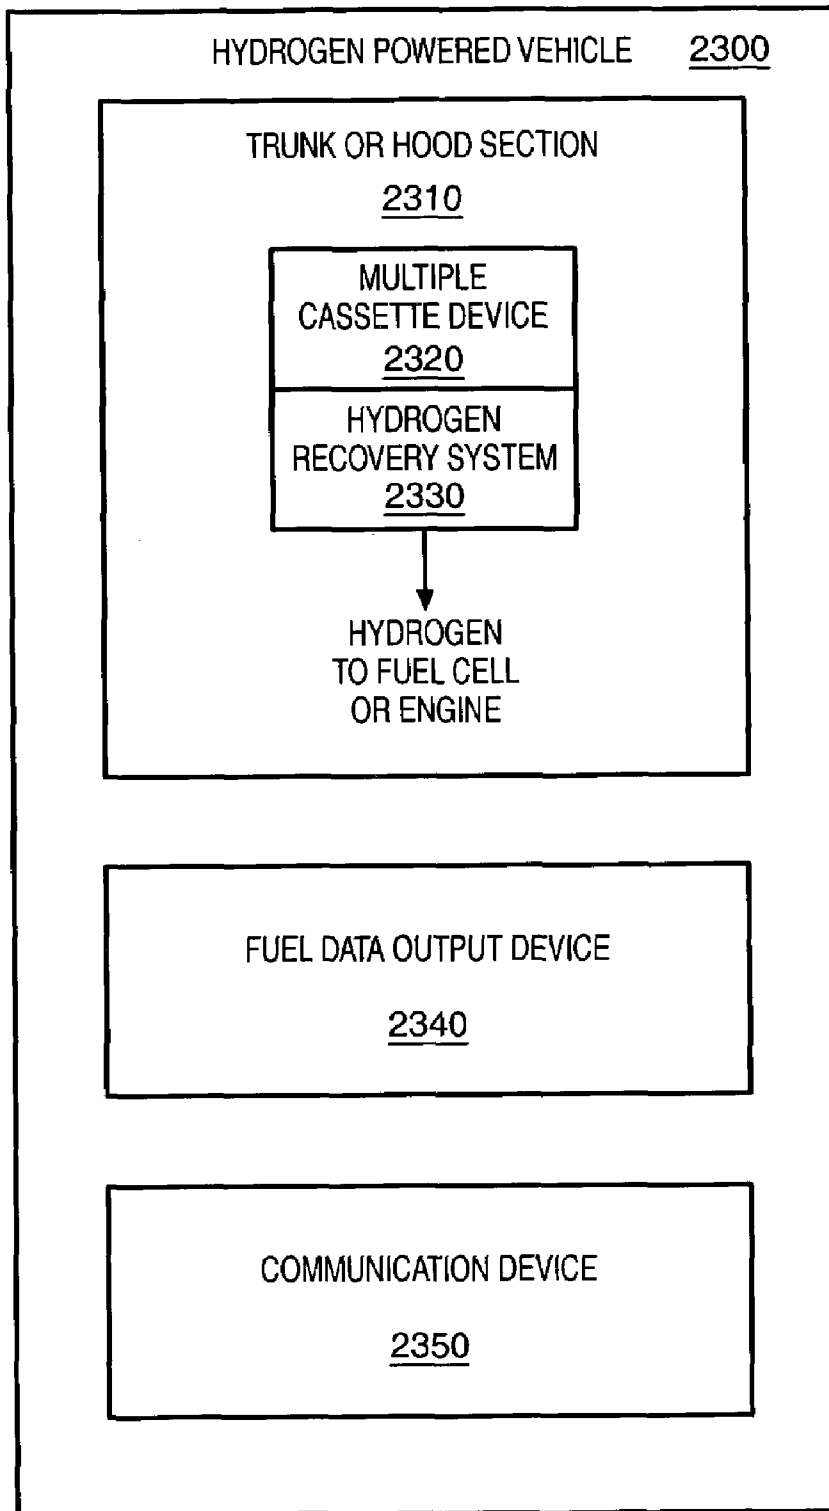 HYDROGEN POWERED VEHICLE 2300
TRUNK OR HOOD SECTION
2310
MULTIPLE
CASSETTE DEVICE
2320
HYDROGEN
RECOVERY SYSTEM
2330
HYDROGEN
TO FUEL CELL
OR ENGINE
FUEL DATA OUTPUT DEVICE
2340
COMMUNICATION DEVICE
2350